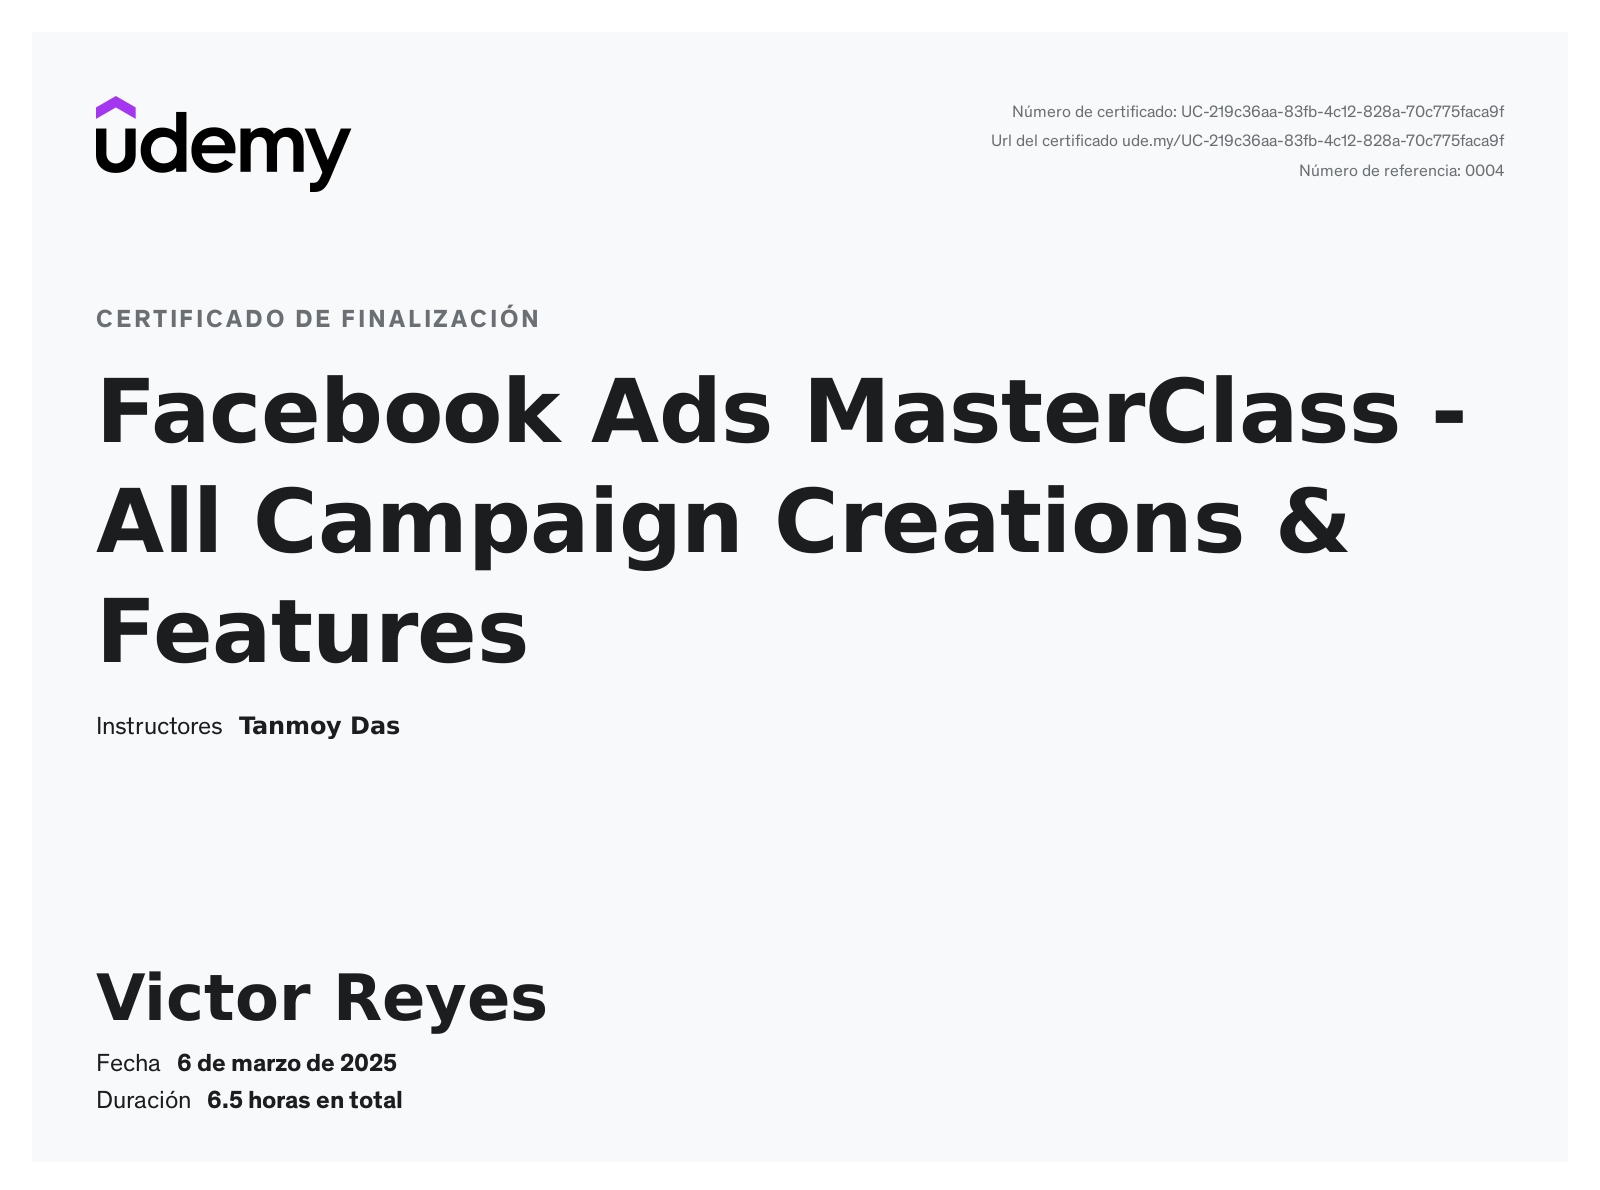 udemy
Número de certificado: UC-219c36aa-83fb-4c12-828a-70c775faca9f
Url del certificado ude.my/UC-219c36aa-83fb-4c12-828a-70c775faca9f
Número de referencia: 0004
CERTIFICADO DE FINALIZACIÓN
Facebook Ads MasterClass -
All Campaign Creations &
Features
Instructores Tanmoy Das
Victor Reyes
Fecha 6 de marzo de 2025
Duración 6.5 horas en total